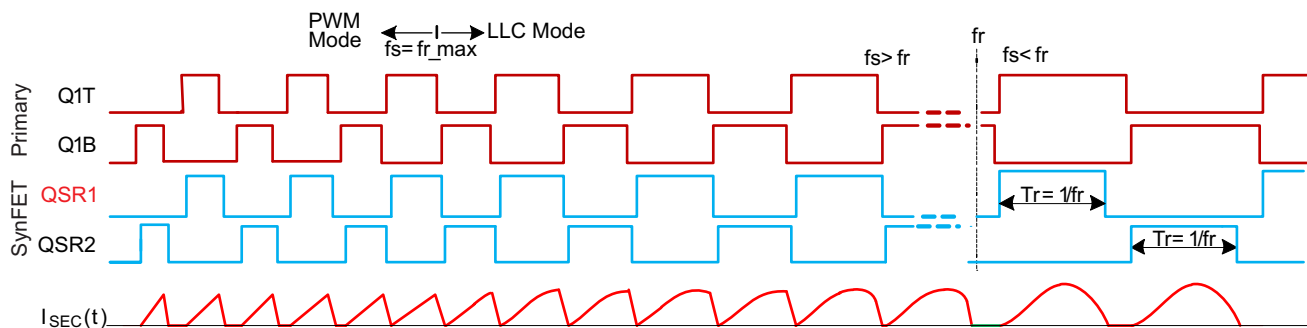 PWM
Mode
LLC Mode
fs= fr_max
fr
fs> fr
fs< fr
Primary
Q1T
Q1B
SynFET
QSR1
Tr= 1/fr
QSR2
Tr= 1/fr
ISEC(t)